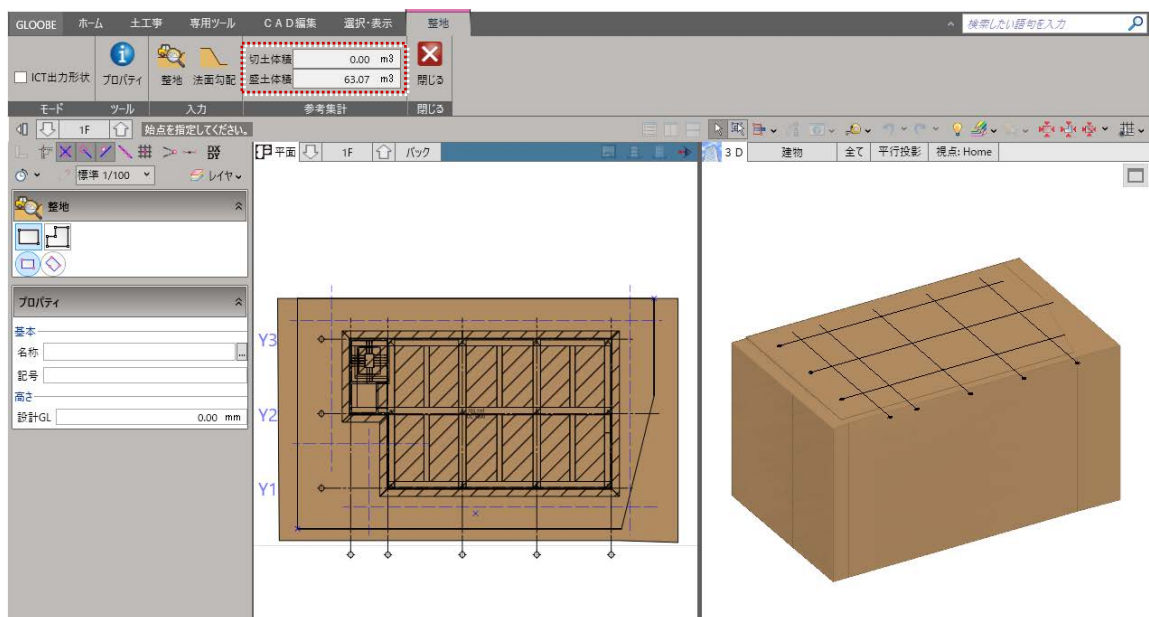 GLOOBE ホーム 土工事 専用ツール CAD編集 選択・表示 整地 検索したい語句を入力
切土体積 0.00 m3
ICT出力形状 プロパティ 整地 法面勾配 盛土体積 63.07 m3 閉じる
モード ツール 入力 参考集計 閉じる
1F 始点を指定してください。
DX DY 平面 1F バック 3D 建物 全て 平行投影 視点: Home
標準 1/100 レイヤ
整地
プロパティ
基本
名称 ...
記号
高さ
設計GL 0.00 mm
Y3
Y2
Y1